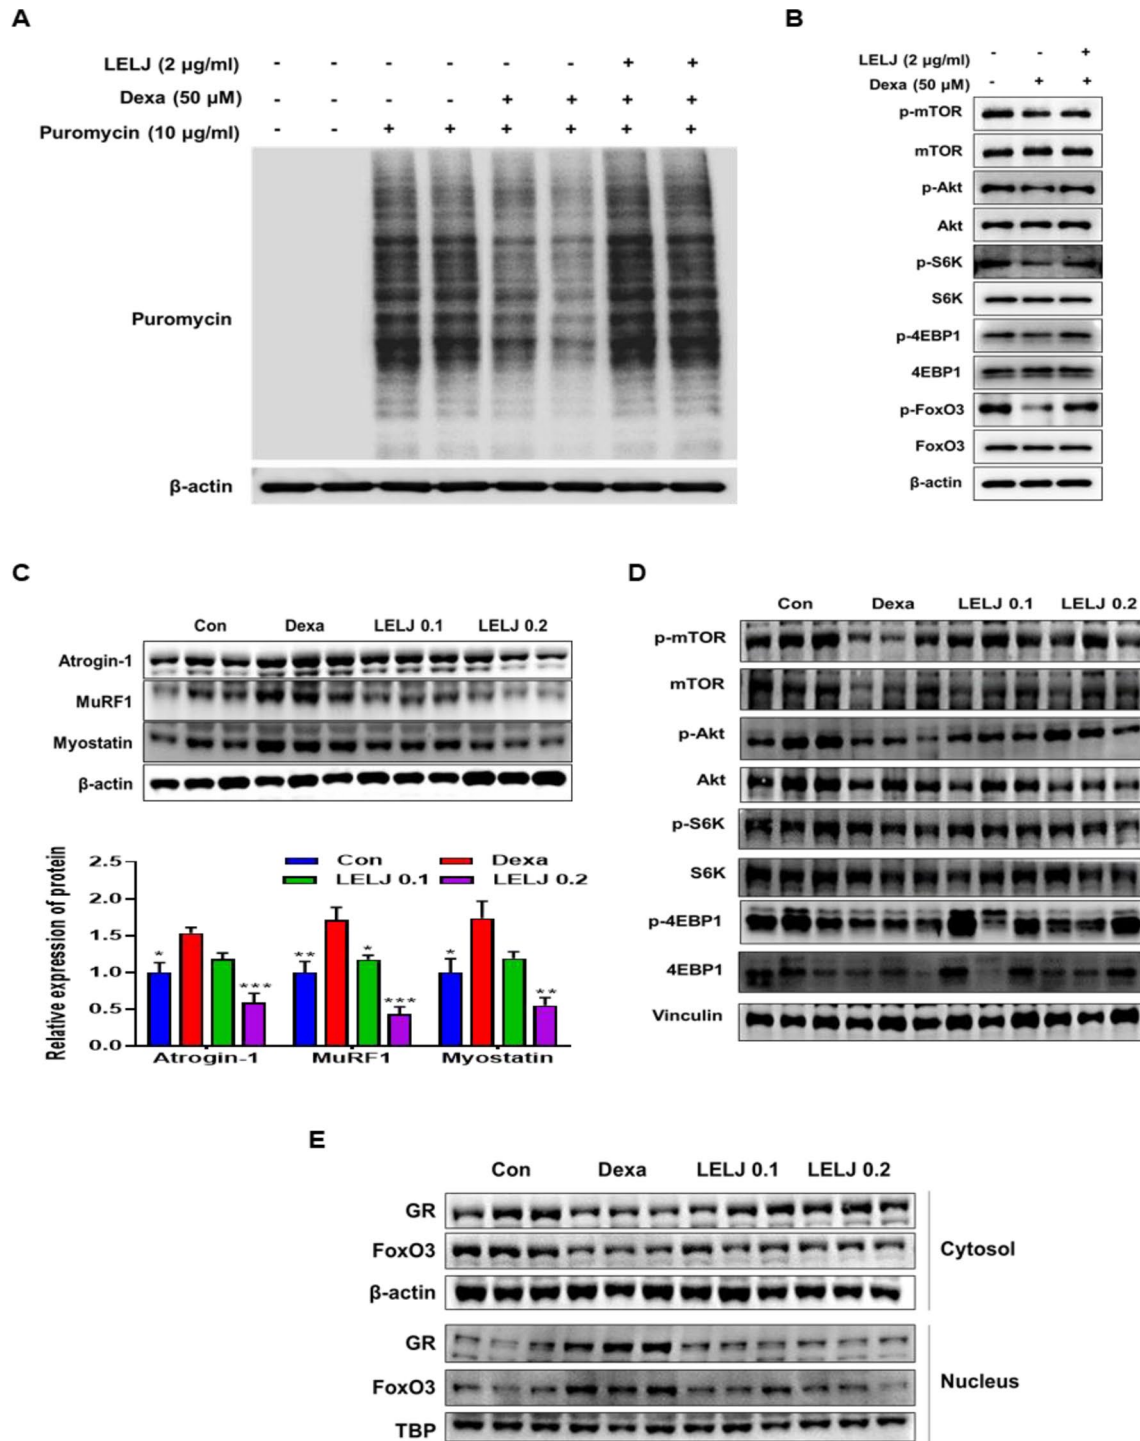 A
LELJ (2 µg/ml) - - - - - - + +
Dexa (50 µM) - - - - + + + +
Puromycin (10 µg/ml) - - + + + + + +
Puromycin
β-actin
B
LELJ (2 µg/ml) - - +
Dexa (50 µM) - + +
p-mTOR
mTOR
p-Akt
Akt
p-S6K
S6K
p-4EBP1
4EBP1
p-FoxO3
FoxO3
β-actin
C
Con Dexa LELJ 0.1 LELJ 0.2
Atrogin-1
MuRF1
Myostatin
β-actin
Relative expression of protein
2.5
2.0
1.5
1.0
0.5
0.0
Con Dexa
LELJ 0.1 LELJ 0.2
* ***
** * ***
* **
Atrogin-1 MuRF1 Myostatin
D
Con Dexa LELJ 0.1 LELJ 0.2
p-mTOR
mTOR
p-Akt
Akt
p-S6K
S6K
p-4EBP1
4EBP1
Vinculin
E
Con Dexa LELJ 0.1 LELJ 0.2
GR
FoxO3
β-actin
Cytosol
GR
FoxO3
TBP
Nucleus